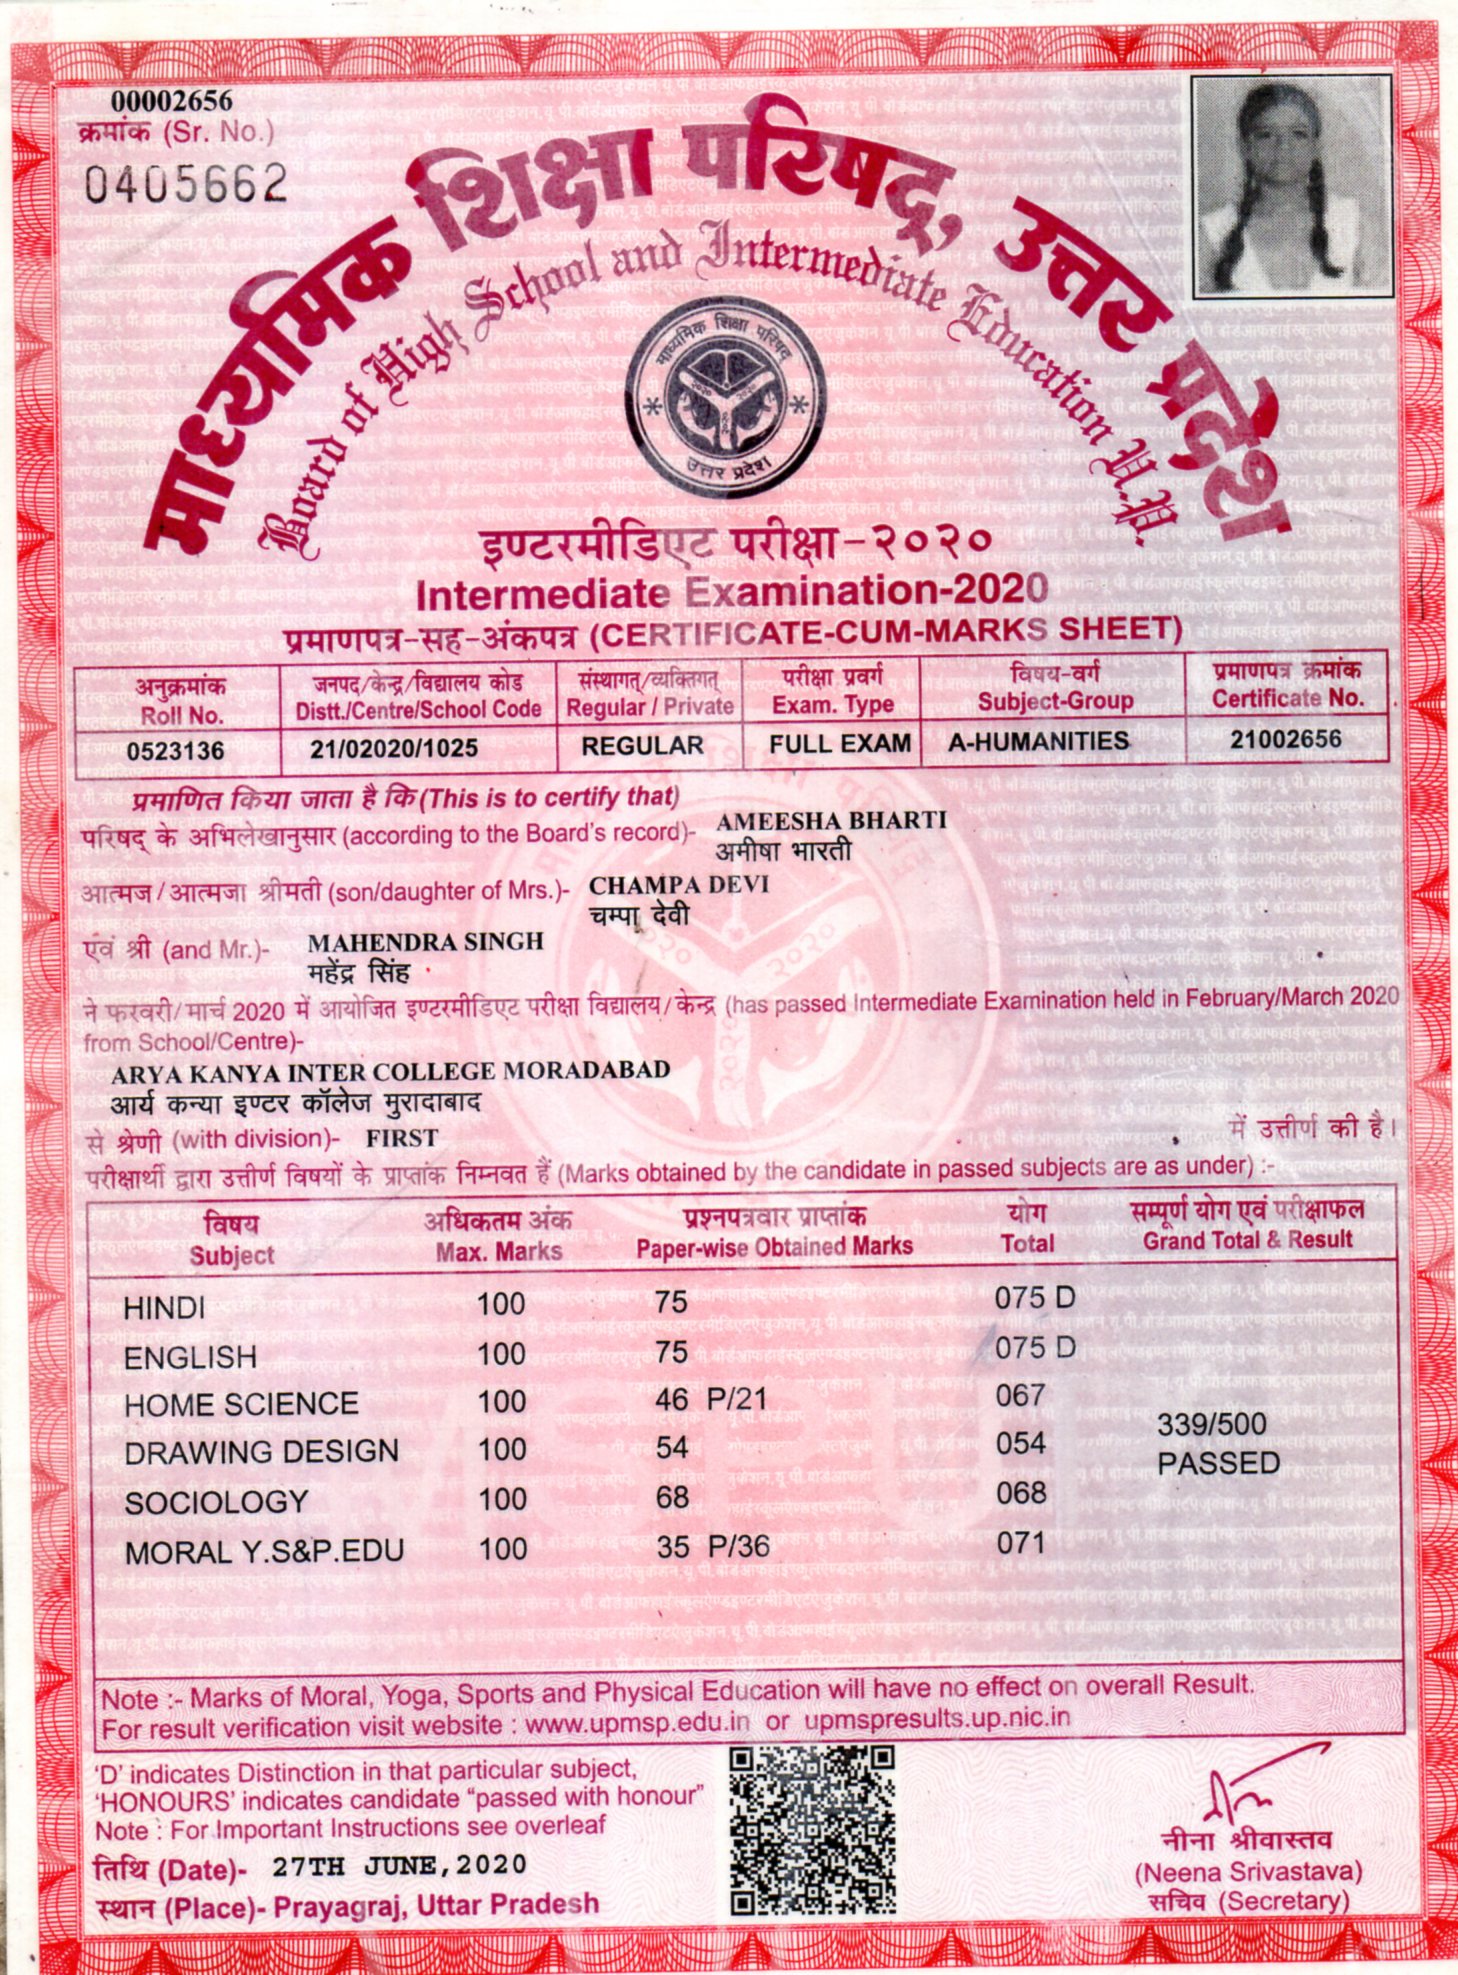 00002656
क्रमांक (Sr. No.)
0405662
माध्यमिक शिक्षा परिषद्, उत्तर प्रदेश
Board of High School and Intermediate Education U.P.
माध्यमिक शिक्षा परिषद
उत्तर प्रदेश
इण्टरमीडिएट परीक्षा-२०२०
Intermediate Examination-2020
प्रमाणपत्र-सह-अंकपत्र (CERTIFICATE-CUM-MARKS SHEET)
अनुक्रमांक जनपद/केन्द्र/विद्यालय कोड संस्थागत्/व्यक्तिगत् परीक्षा प्रवर्ग विषय-वर्ग प्रमाणपत्र क्रमांक
Roll No. Distt./Centre/School Code Regular / Private Exam. Type Subject-Group Certificate No.
0523136 21/02020/1025 REGULAR FULL EXAM A-HUMANITIES 21002656
प्रमाणित किया जाता है कि (This is to certify that)
परिषद् के अभिलेखानुसार (according to the Board's record)- AMEESHA BHARTI
अमीषा भारती
आत्मज / आत्मजा श्रीमती (son/daughter of Mrs.)- CHAMPA DEVI
चम्पा देवी
एवं श्री (and Mr.)- MAHENDRA SINGH
महेंद्र सिंह
ने फरवरी/मार्च 2020 में आयोजित इण्टरमीडिएट परीक्षा विद्यालय/केन्द्र (has passed Intermediate Examination held in February/March 2020
from School/Centre)-
ARYA KANYA INTER COLLEGE MORADABAD
आर्य कन्या इण्टर कॉलेज मुरादाबाद
से श्रेणी (with division)- FIRST में उत्तीर्ण की है।
परीक्षार्थी द्वारा उत्तीर्ण विषयों के प्राप्तांक निम्नवत हैं (Marks obtained by the candidate in passed subjects are as under) :-
विषय अधिकतम अंक प्रश्नपत्रवार प्राप्तांक योग सम्पूर्ण योग एवं परीक्षाफल
Subject Max. Marks Paper-wise Obtained Marks Total Grand Total & Result
HINDI 100 75 075 D
ENGLISH 100 75 075 D
HOME SCIENCE 100 46 P/21 067
339/500
DRAWING DESIGN 100 54 054
PASSED
SOCIOLOGY 100 68 068
MORAL Y.S&P.EDU 100 35 P/36 071
Note :- Marks of Moral, Yoga, Sports and Physical Education will have no effect on overall Result.
For result verification visit website : www.upmsp.edu.in or upmspresults.up.nic.in
'D' indicates Distinction in that particular subject,
'HONOURS' indicates candidate "passed with honour"
Note : For Important Instructions see overleaf
तिथि (Date)- 27TH JUNE,2020
स्थान (Place)- Prayagraj, Uttar Pradesh
नीना श्रीवास्तव
(Neena Srivastava)
सचिव (Secretary)